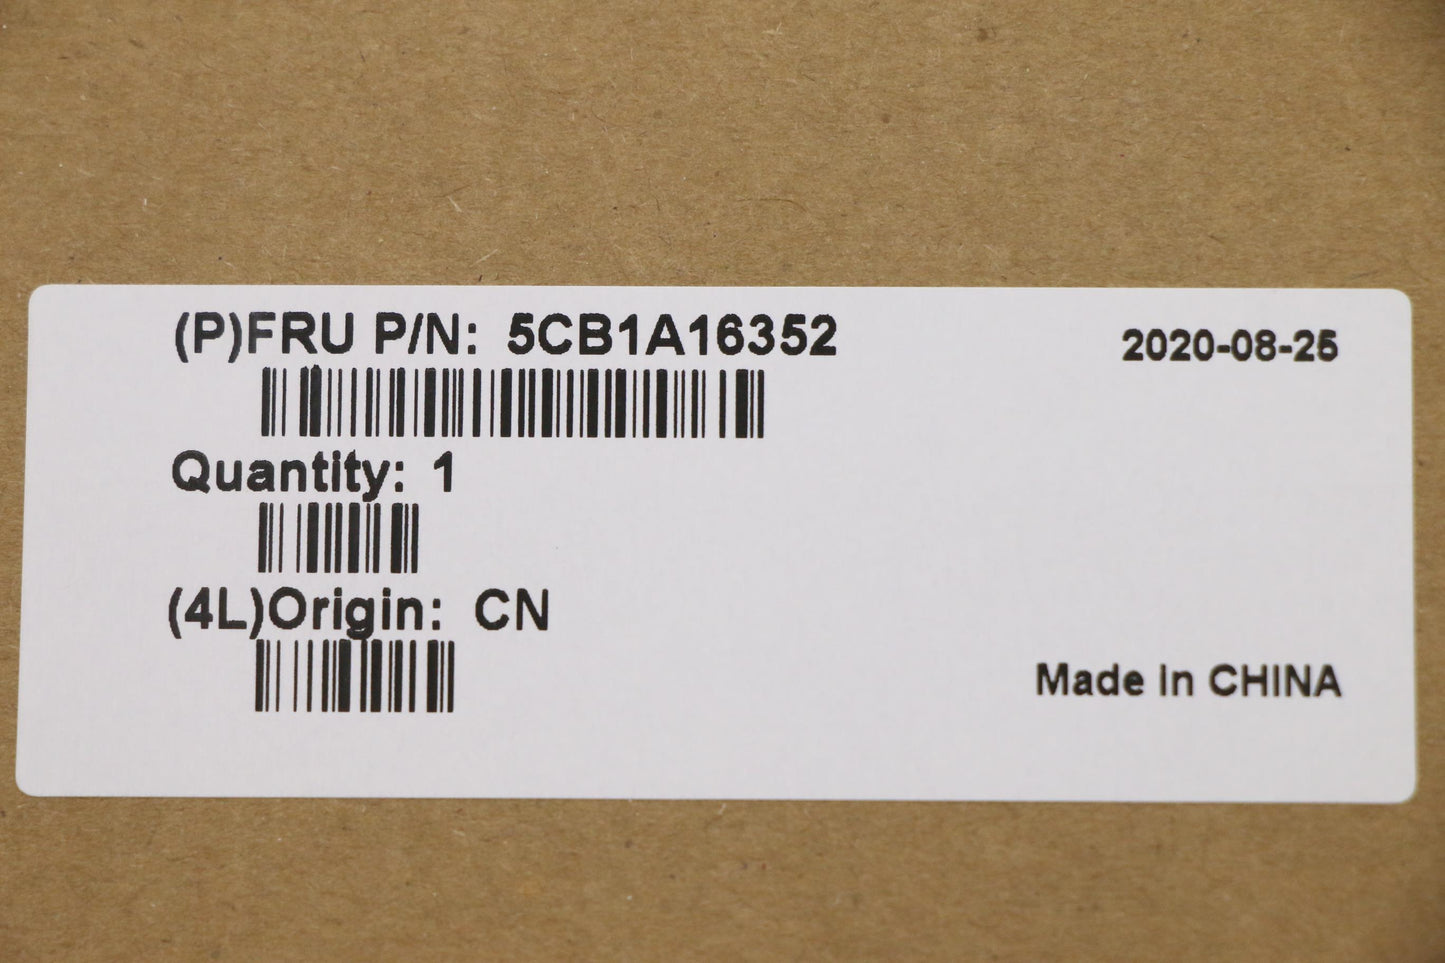 (P)FRU P/N: 5CB1A16352
2020-08-25
Quantity: 1
(4L)Origin: CN
Made in CHINA